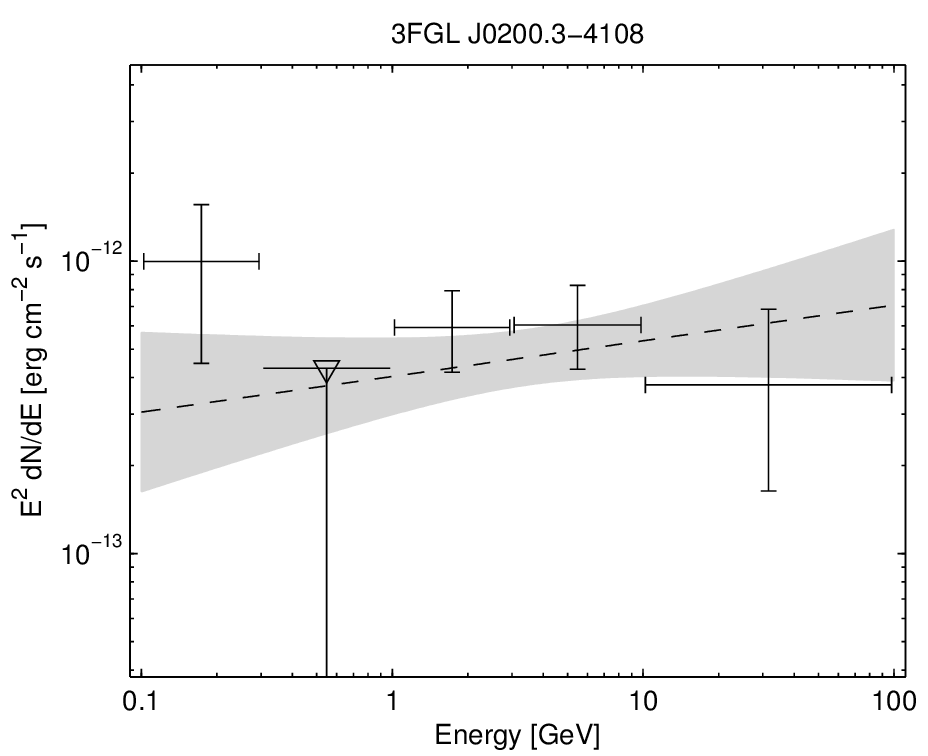 3FGL J0200.3−4108
E² dN/dE [erg cm⁻² s⁻¹]
10⁻¹²
10⁻¹³
0.1 1 10 100
Energy [GeV]